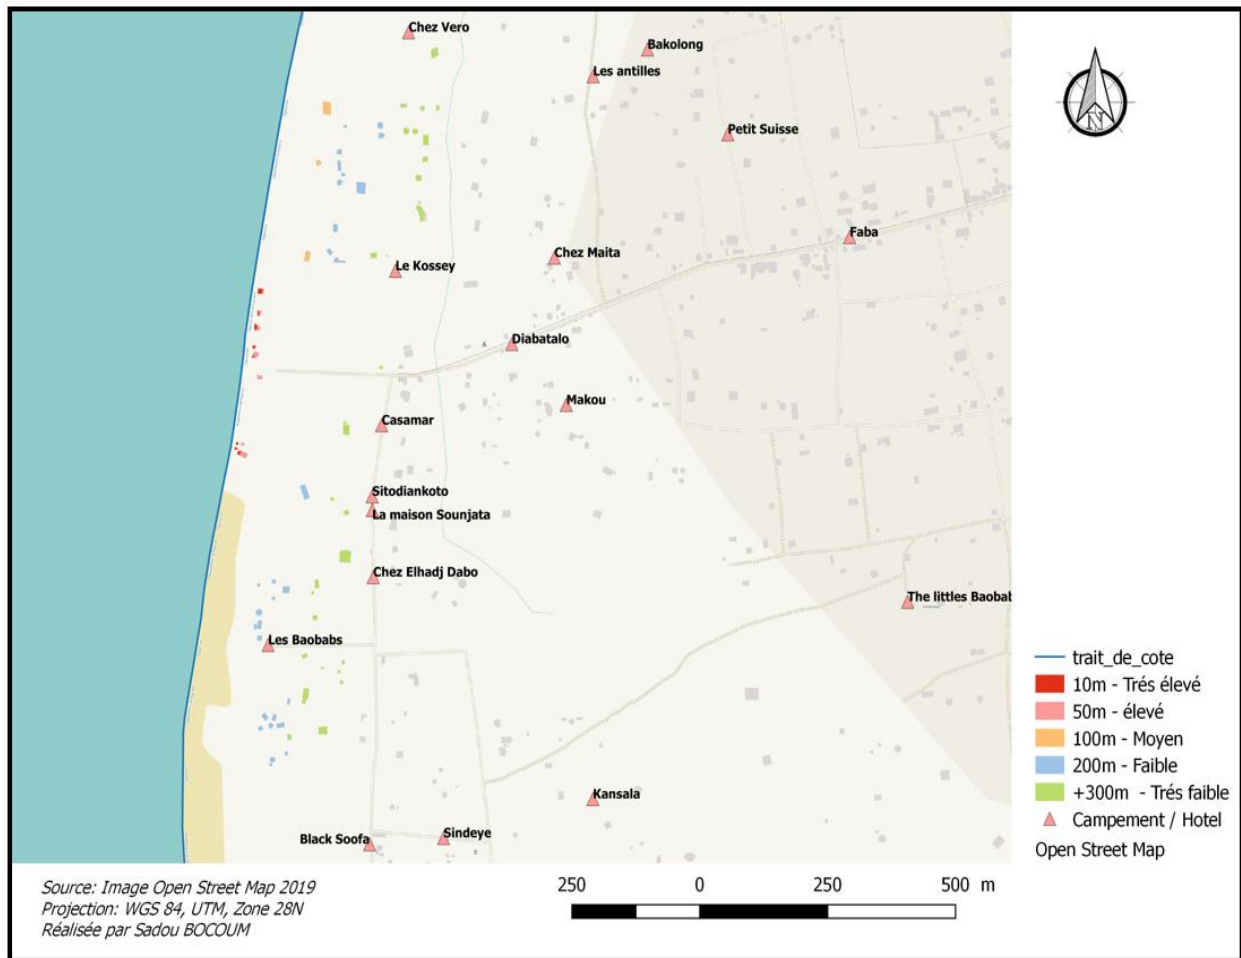 Chez Vero
Bakolong
Les antilles
Petit Suisse
N
Faba
Chez Maita
Le Kossey
Diabatalo
Makou
Casamar
Sitodiankoto
La maison Sounjata
Chez Elhadj Dabo
The littles Baobab
Les Baobabs
trait_de_cote
10m - Trés élevé
50m - élevé
100m - Moyen
200m - Faible
+300m - Trés faible
Campement / Hotel
Open Street Map
Kansala
Sindeye
Black Soofa
Source: Image Open Street Map 2019
Projection: WGS 84, UTM, Zone 28N
Réalisée par Sadou BOCOUM
250 0 250 500 m